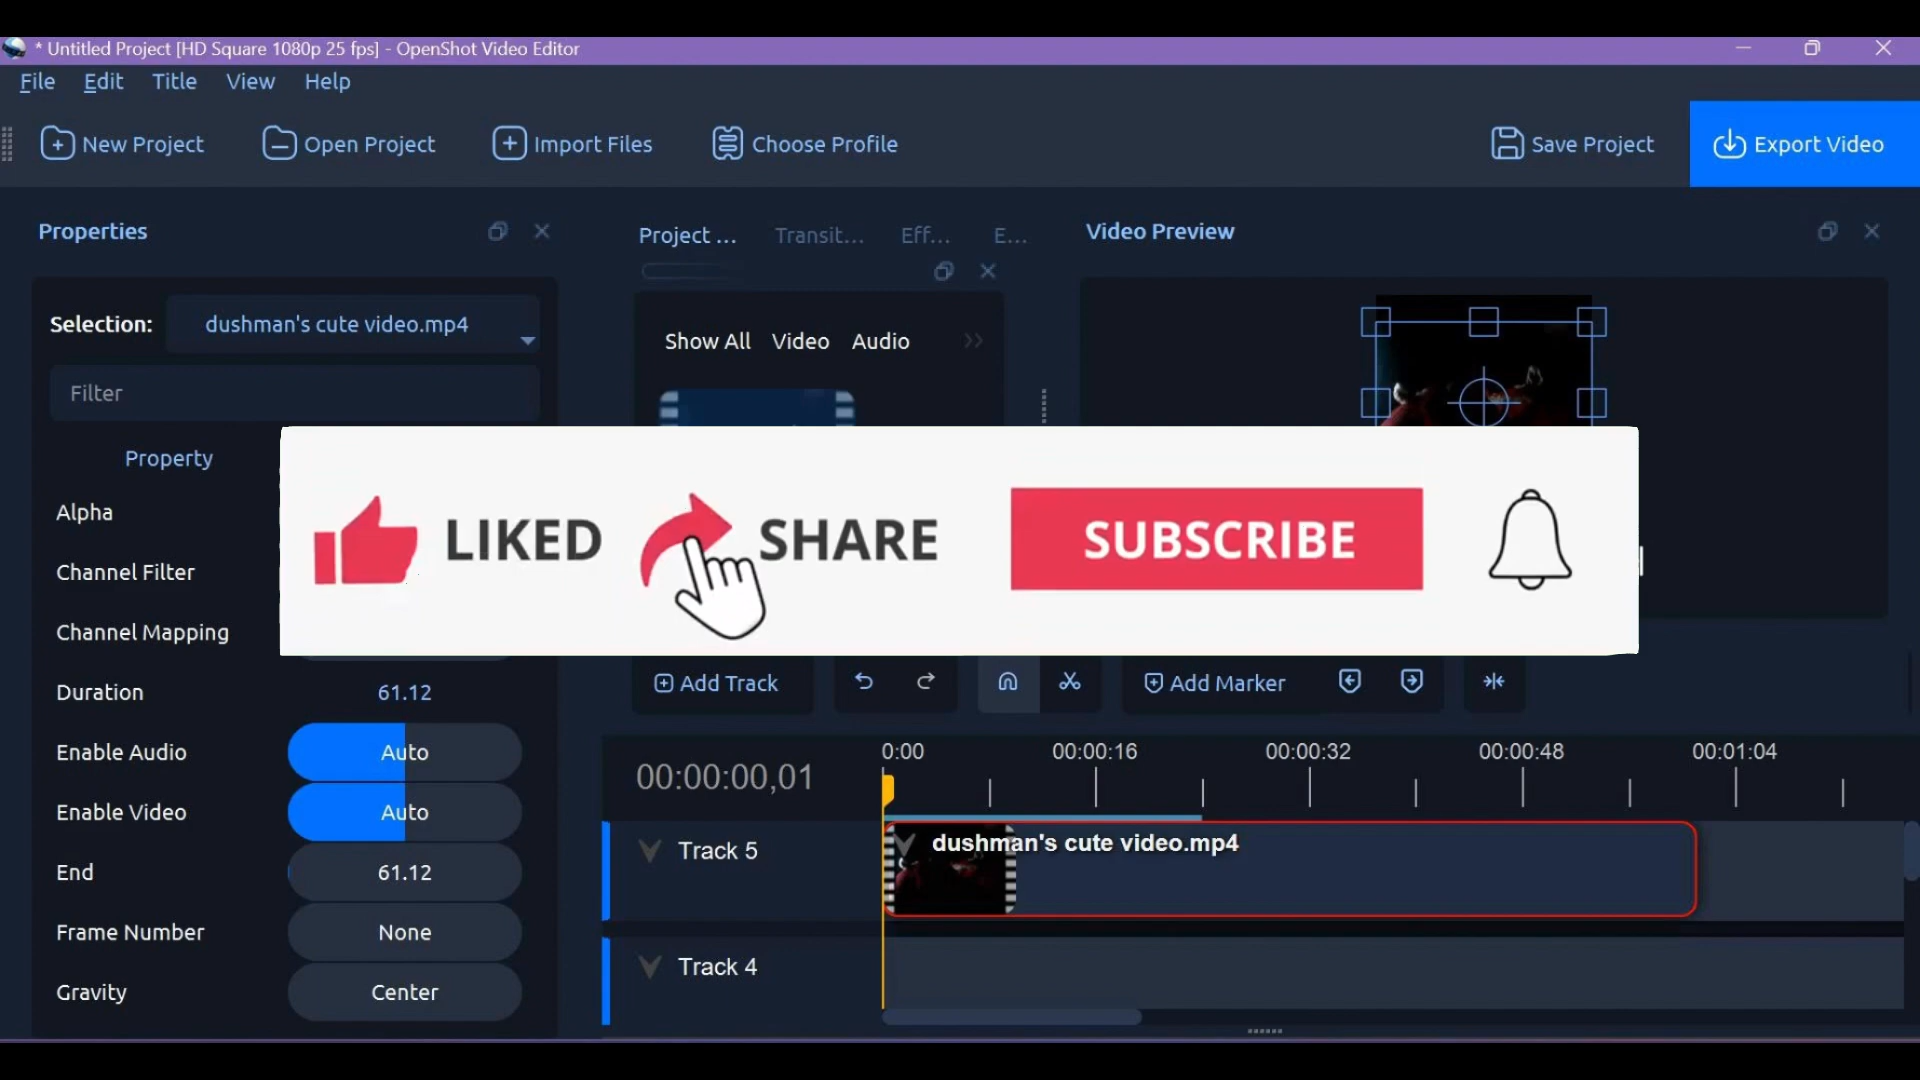 * Untitled Project [HD Square 1080p 25 fps] - OpenShot Video Editor
File Edit Title View Help
New Project Open Project Import Files Choose Profile Save Project Export Video
Properties
Project ... Transit... Eff... E...
Video Preview
Selection: dushman's cute video.mp4
Filter
Show All Video Audio
Property
Alpha
Channel Filter
Channel Mapping
LIKED SHARE SUBSCRIBE
Duration 61.12
Enable Audio Auto
Enable Video Auto
End 61.12
Frame Number None
Gravity Center
Add Track Add Marker
0:00 00:00:16 00:00:32 00:00:48 00:01:04
00:00:00,01
Track 5 dushman's cute video.mp4
Track 4